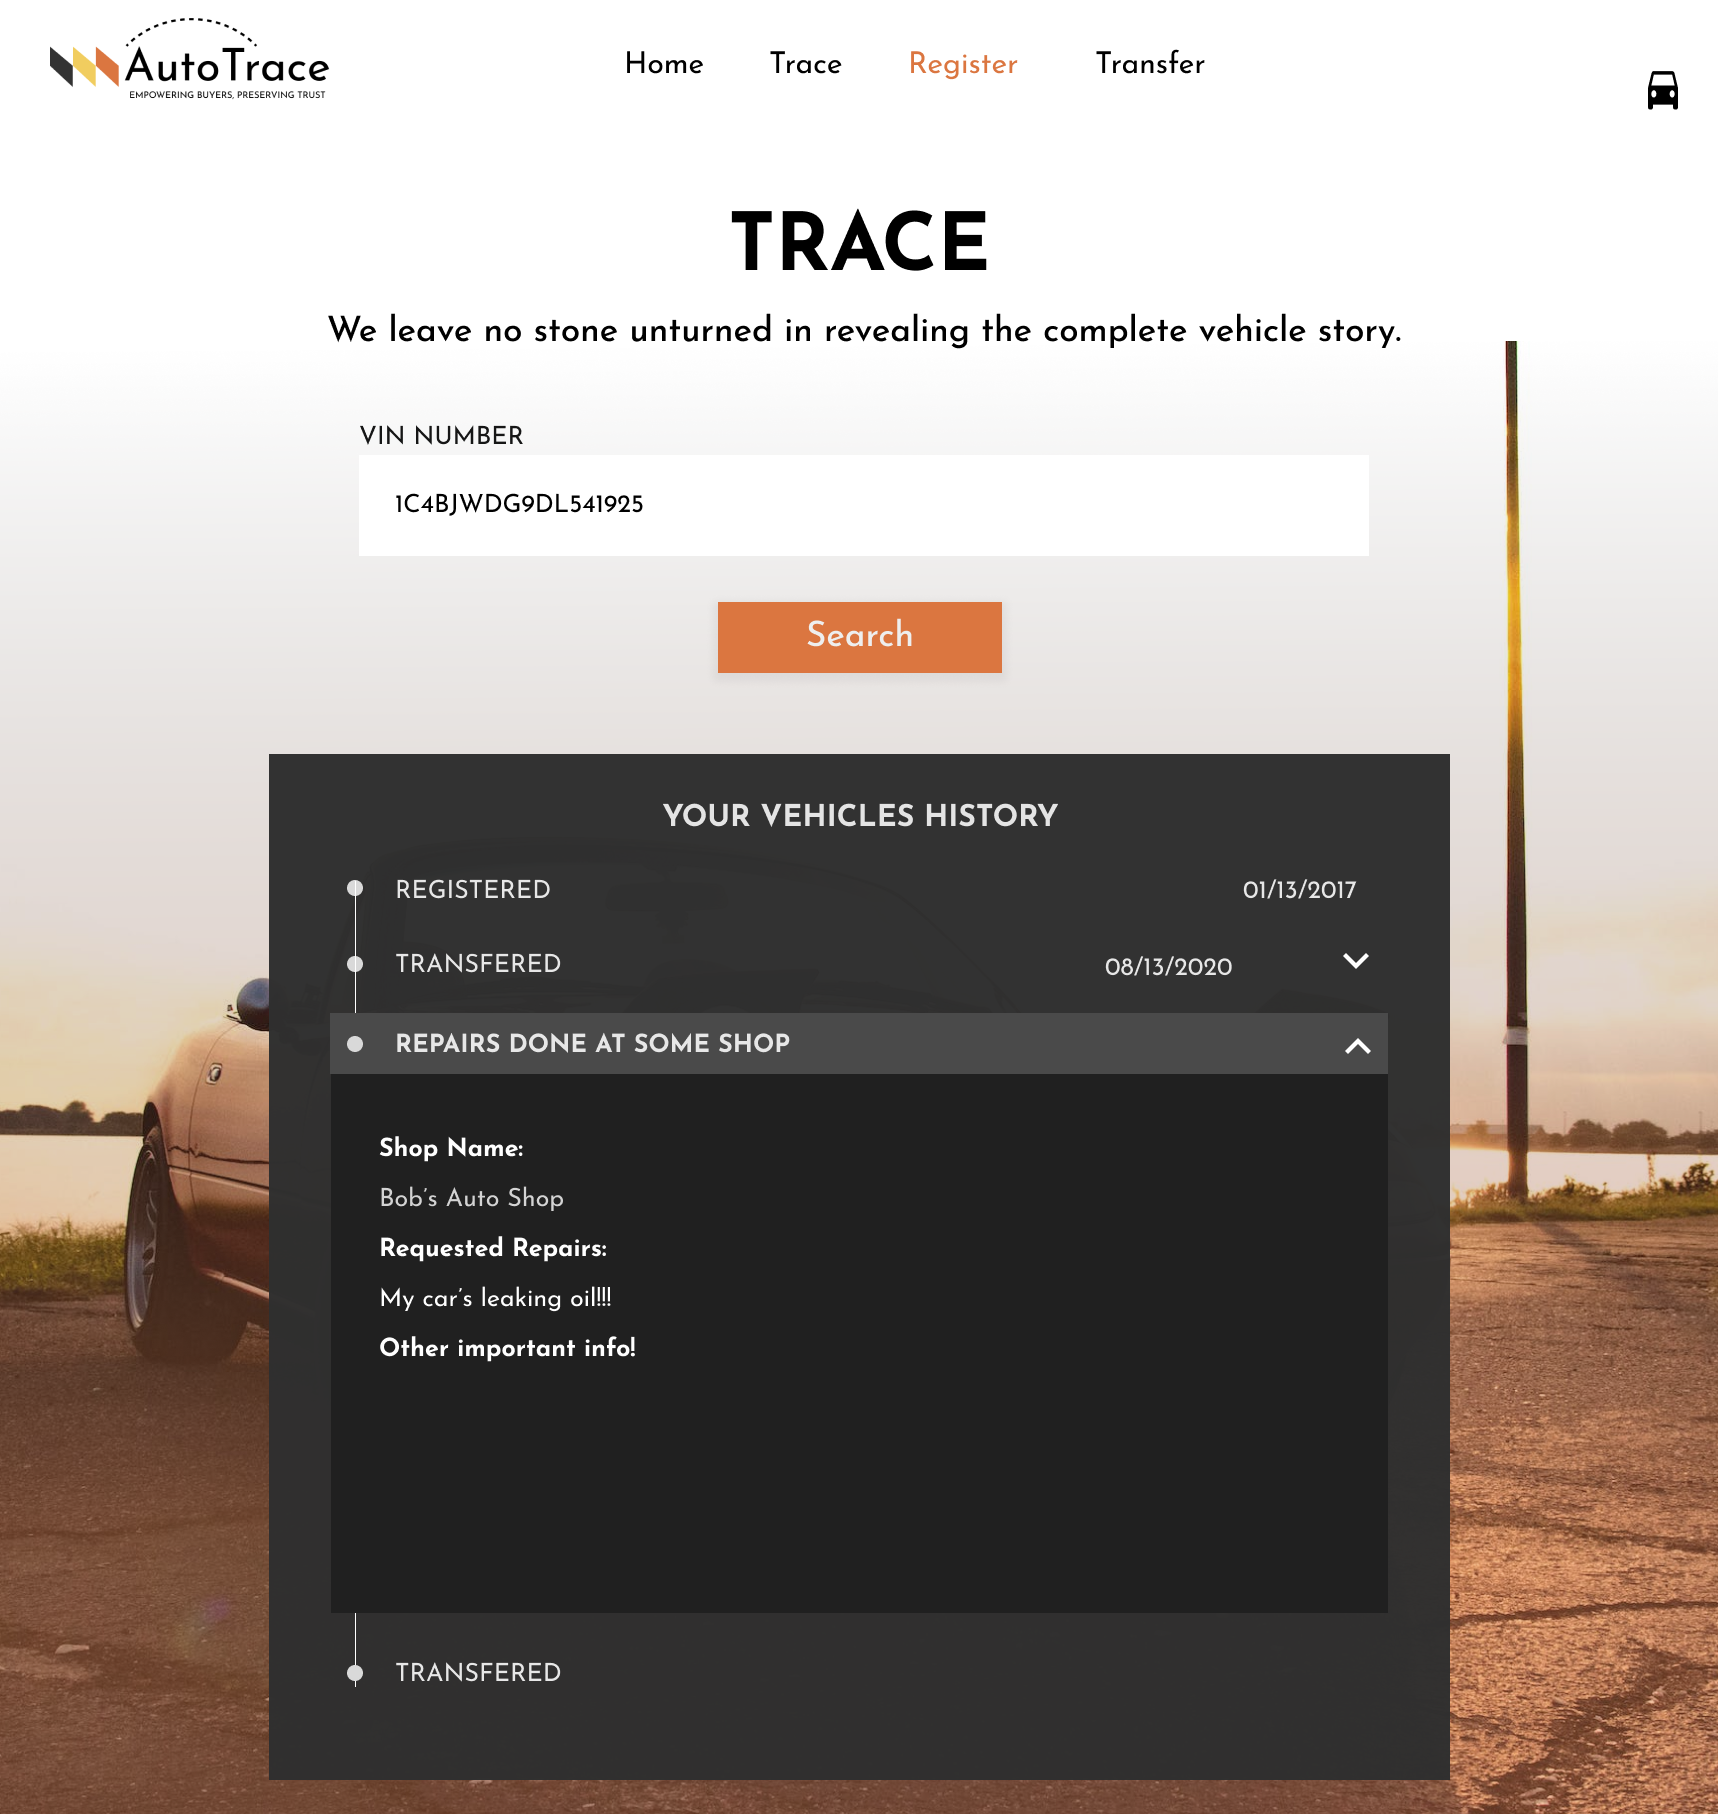 AutoTrace
EMPOWERING BUYERS, PRESERVING TRUST
Home Trace Register Transfer
TRACE
We leave no stone unturned in revealing the complete vehicle story.
VIN NUMBER
1C4BJWDG9DL541925
Search
YOUR VEHICLES HISTORY
REGISTERED 01/13/2017
TRANSFERED 08/13/2020
REPAIRS DONE AT SOME SHOP
Shop Name:
Bob's Auto Shop
Requested Repairs:
My car's leaking oil!!!
Other important info!
TRANSFERED